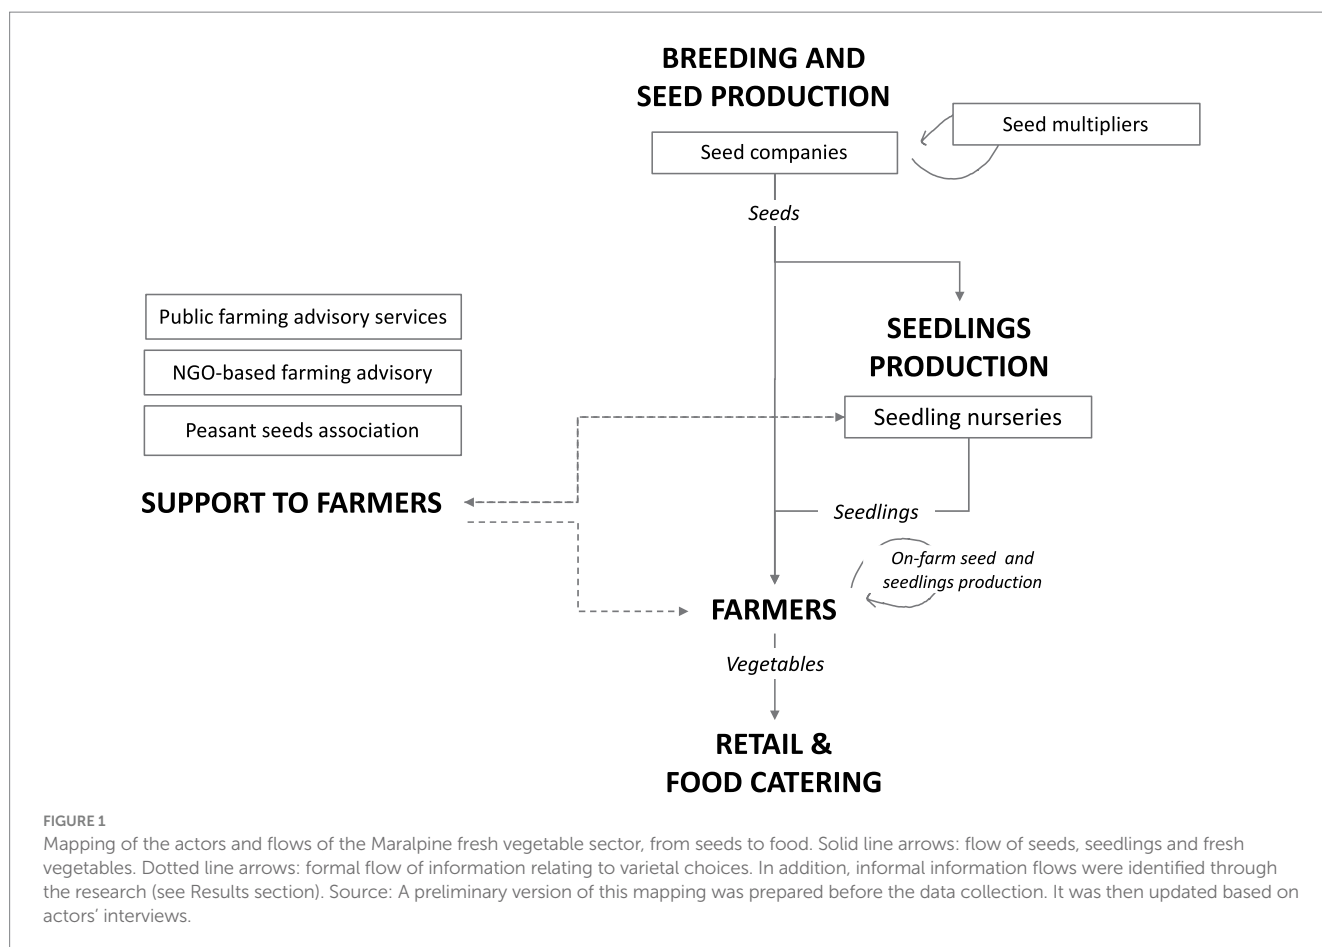 BREEDING AND
SEED PRODUCTION
Seed multipliers
Seed companies
Seeds
Public farming advisory services
SEEDLINGS
PRODUCTION
NGO-based farming advisory
Seedling nurseries
Peasant seeds association
SUPPORT TO FARMERS
Seedlings
On-farm seed and
seedlings production
FARMERS
Vegetables
RETAIL &
FOOD CATERING
FIGURE 1
Mapping of the actors and flows of the Maralpine fresh vegetable sector, from seeds to food. Solid line arrows: flow of seeds, seedlings and fresh
vegetables. Dotted line arrows: formal flow of information relating to varietal choices. In addition, informal information flows were identified through
the research (see Results section). Source: A preliminary version of this mapping was prepared before the data collection. It was then updated based on
actors’ interviews.